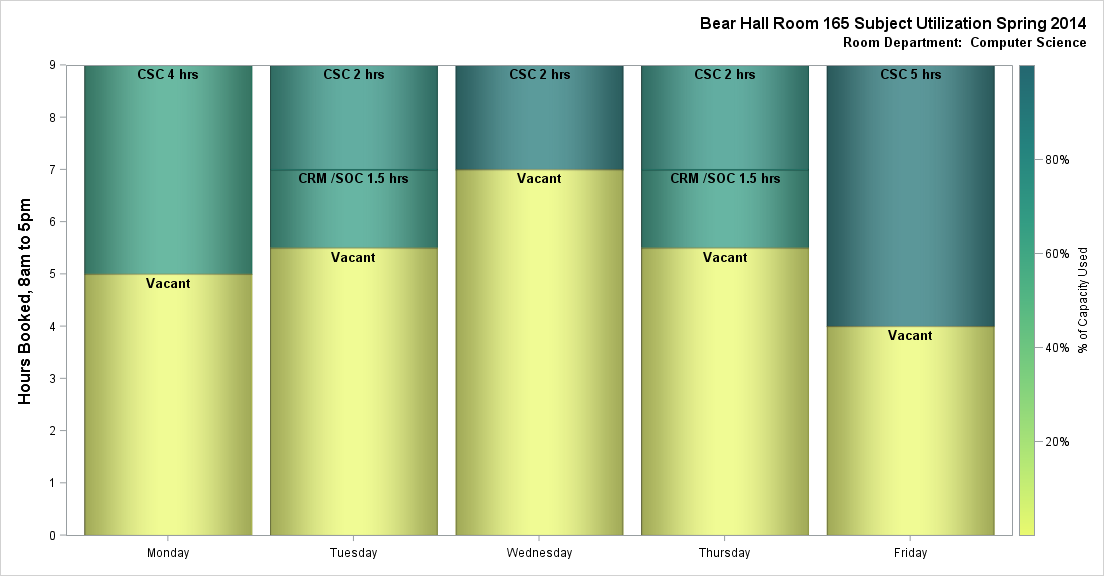 Bear Hall Room 165 Subject Utilization Spring 2014
Room Department:  Computer Science
Hours Booked, 8am to 5pm
9
8
7
6
5
4
3
2
1
0
CSC 4 hrs
Vacant
CSC 2 hrs
CRM /SOC 1.5 hrs
Vacant
CSC 2 hrs
Vacant
CSC 2 hrs
CRM /SOC 1.5 hrs
Vacant
CSC 5 hrs
Vacant
Monday
Tuesday
Wednesday
Thursday
Friday
80%
60%
40%
20%
% of Capacity Used